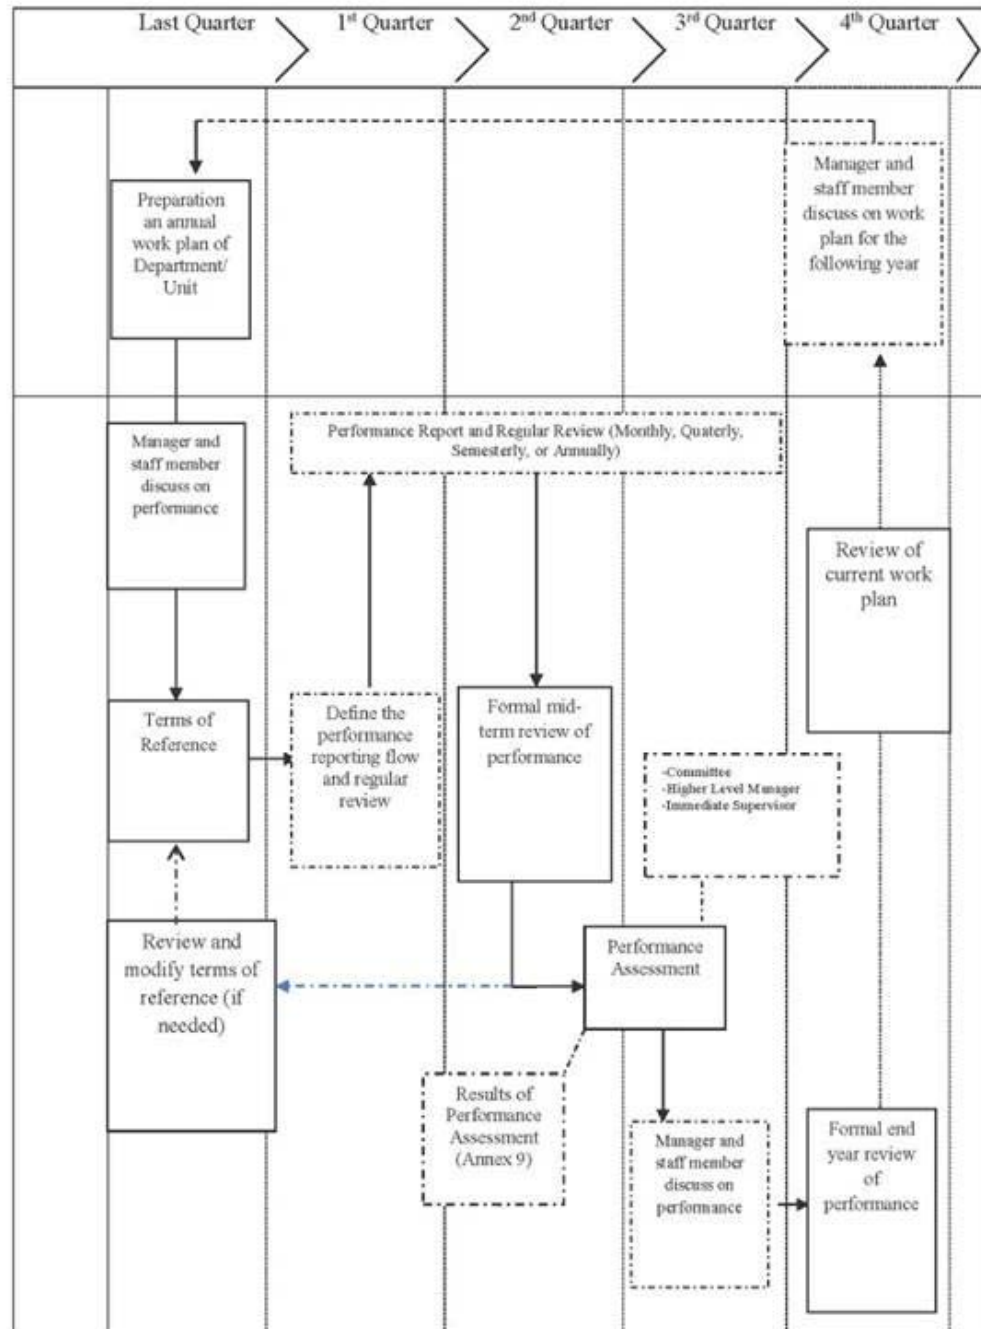 Last Quarter
1st Quarter
2nd Quarter
3rd Quarter
4th Quarter
Preparation
an annual
work plan of
Department/
Unit
Manager and
staff member
discuss on work
plan for the
following year
Manager and
staff member
discuss on
performance
Performance Report and Regular Review (Monthly, Quaterly,
Semesterly, or Annually)
Review of
current work
plan
Terms of
Reference
Define the
performance
reporting flow
and regular
review
Formal mid-
term review of
performance
-Committee
-Higher Level Manager
-Immediate Supervisor
Review and
modify terms of
reference (if
needed)
Performance
Assessment
Results of
Performance
Assessment
(Annex 9)
Manager and
staff member
discuss on
performance
Formal end
year review
of
performance